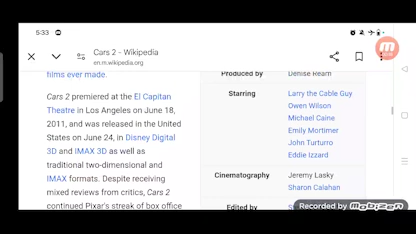 5:33
Cars 2 - Wikipedia
en.m.wikipedia.org
films ever made.
Cars 2 premiered at the El Capitan
Theatre in Los Angeles on June 18,
2011, and was released in the United
States on June 24, in Disney Digital
3D and IMAX 3D as well as
traditional two-dimensional and
IMAX formats. Despite receiving
mixed reviews from critics, Cars 2
continued Pixar's streak of box office
Produced by Denise Ream
Starring Larry the Cable Guy
Owen Wilson
Michael Caine
Emily Mortimer
John Turturro
Eddie Izzard
Cinematography Jeremy Lasky
Sharon Calahan
Edited by
Recorded by Mobizen